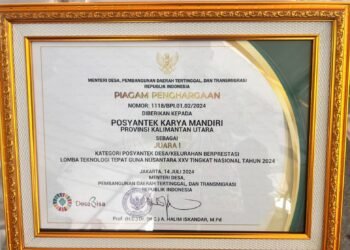 MENTERI DESA, PEMBANGUNAN DAERAH TERTINGGAL, DAN TRANSMIGRASI
REPUBLIK INDONESIA
PIAGAM PENGHARGAAN
NOMOR: 1118/BPI.01.02/2024
DIBERIKAN KEPADA
POSYANTEK KARYA MANDIRI
PROVINSI KALIMANTAN UTARA
SEBAGAI
JUARA I
KATEGORI POSYANTEK DESA/KELURAHAN BERPRESTASI
LOMBA TEKNOLOGI TEPAT GUNA NUSANTARA XXV TINGKAT NASIONAL TAHUN 2024
JAKARTA, 14 JULI 2024
MENTERI DESA,
PEMBANGUNAN DAERAH TERTINGGAL, DAN TRANSMIGRASI
REPUBLIK INDONESIA
DesaBisa
A. HALIM ISKANDAR, M.Pd